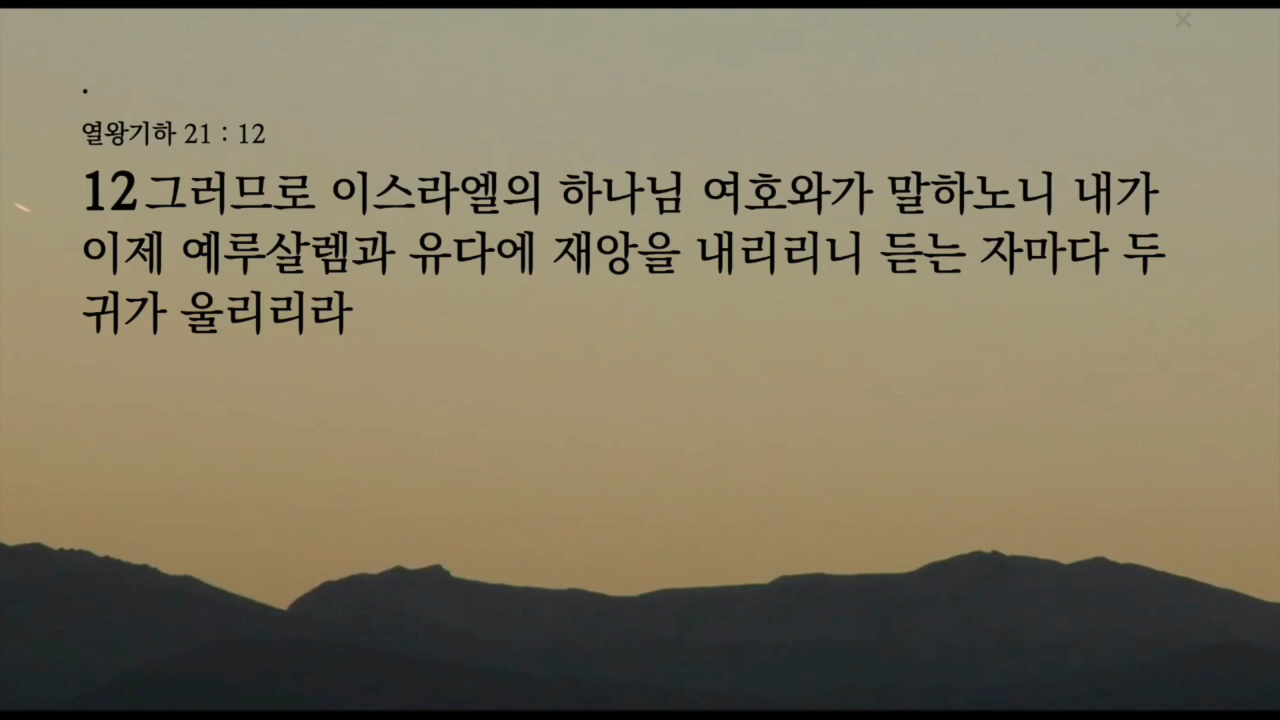 .
열왕기하 21 : 12
12그러므로 이스라엘의 하나님 여호와가 말하노니 내가
이제 예루살렘과 유다에 재앙을 내리리니 듣는 자마다 두
귀가 울리리라